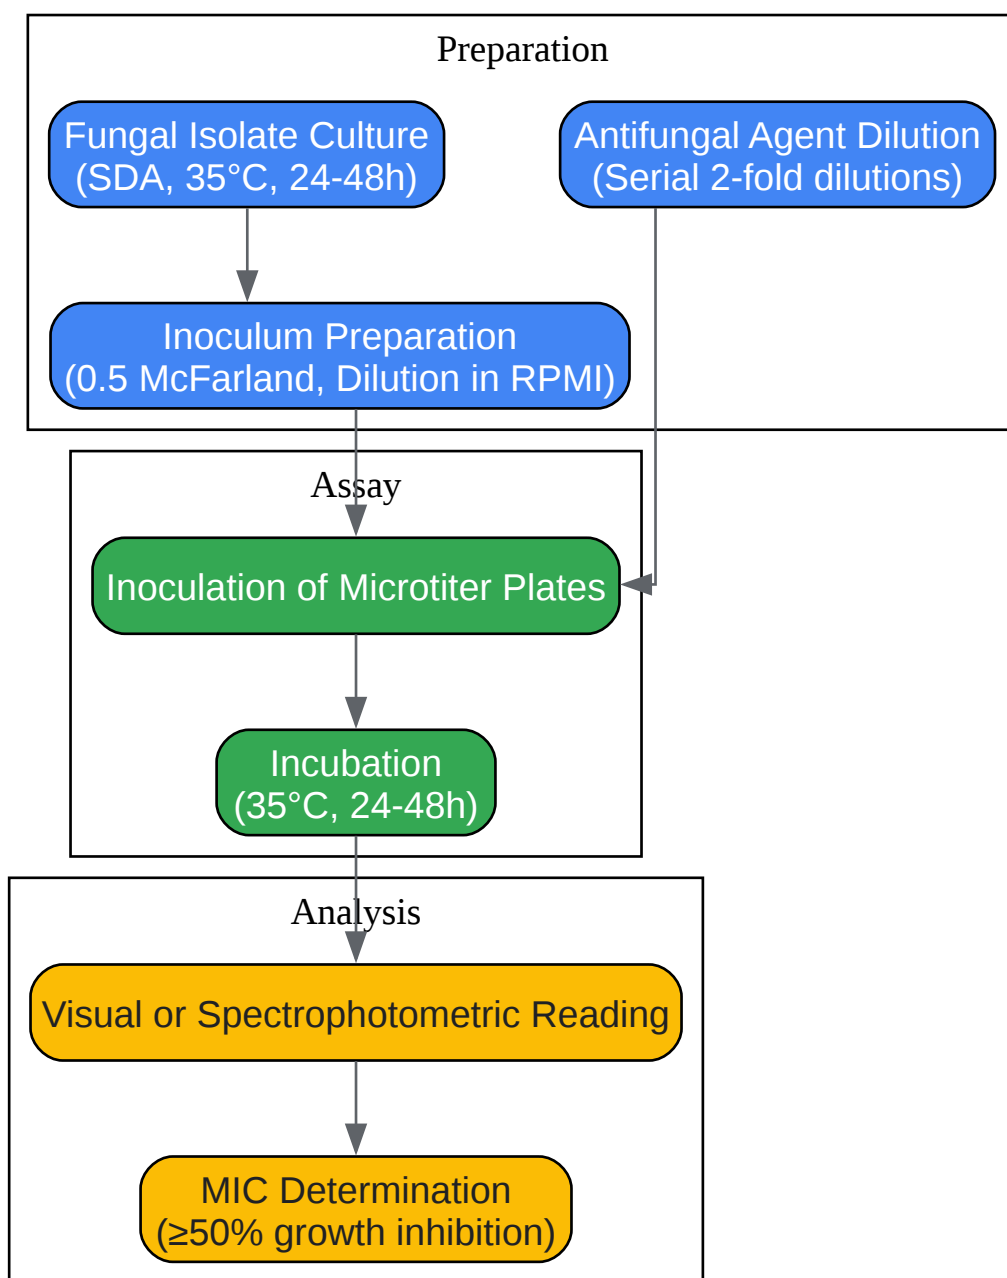 Preparation
Fungal Isolate Culture
(SDA, 35°C, 24-48h)
Antifungal Agent Dilution
(Serial 2-fold dilutions)
Inoculum Preparation
(0.5 McFarland, Dilution in RPMI)
Assay
Inoculation of Microtiter Plates
Incubation
(35°C, 24-48h)
Analysis
Visual or Spectrophotometric Reading
MIC Determination
(≥50% growth inhibition)